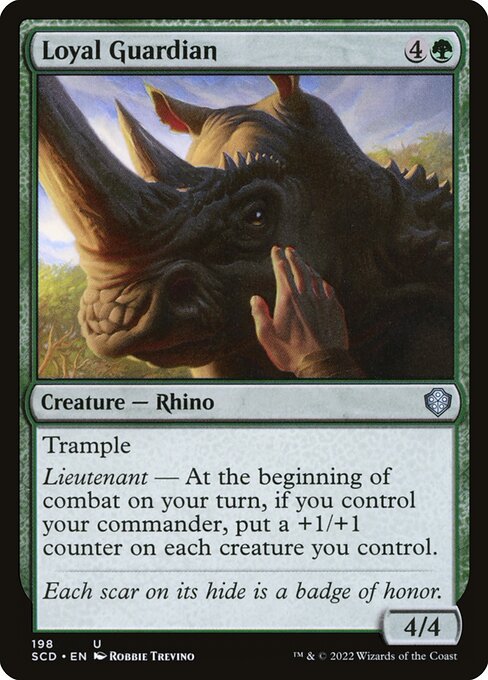 Loyal Guardian 4
Creature — Rhino
Trample
Lieutenant — At the beginning of
combat on your turn, if you control
your commander, put a +1/+1
counter on each creature you control.
Each scar on its hide is a badge of honor.
4/4
198 U
SCD • EN Robbie Trevino ™ & © 2022 Wizards of the Coast